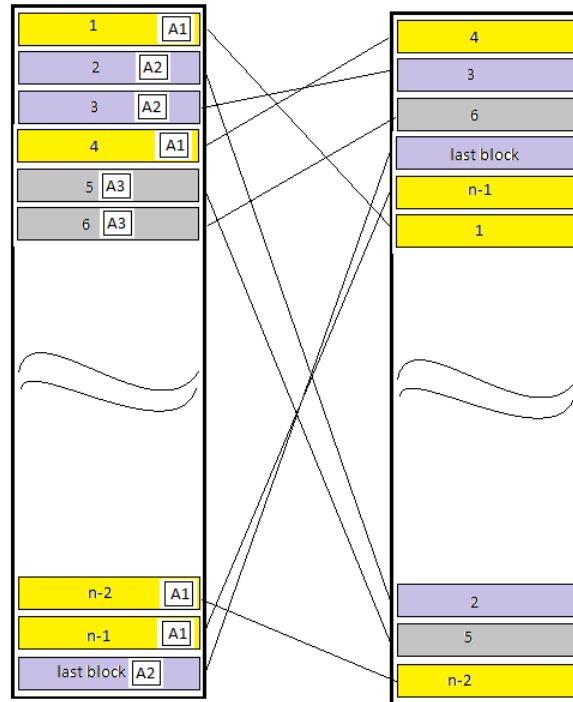 1 A1
2 A2
3 A2
4 A1
5 A3
6 A3
n-2 A1
n-1 A1
last block A2
4
3
6
last block
n-1
1
2
5
n-2